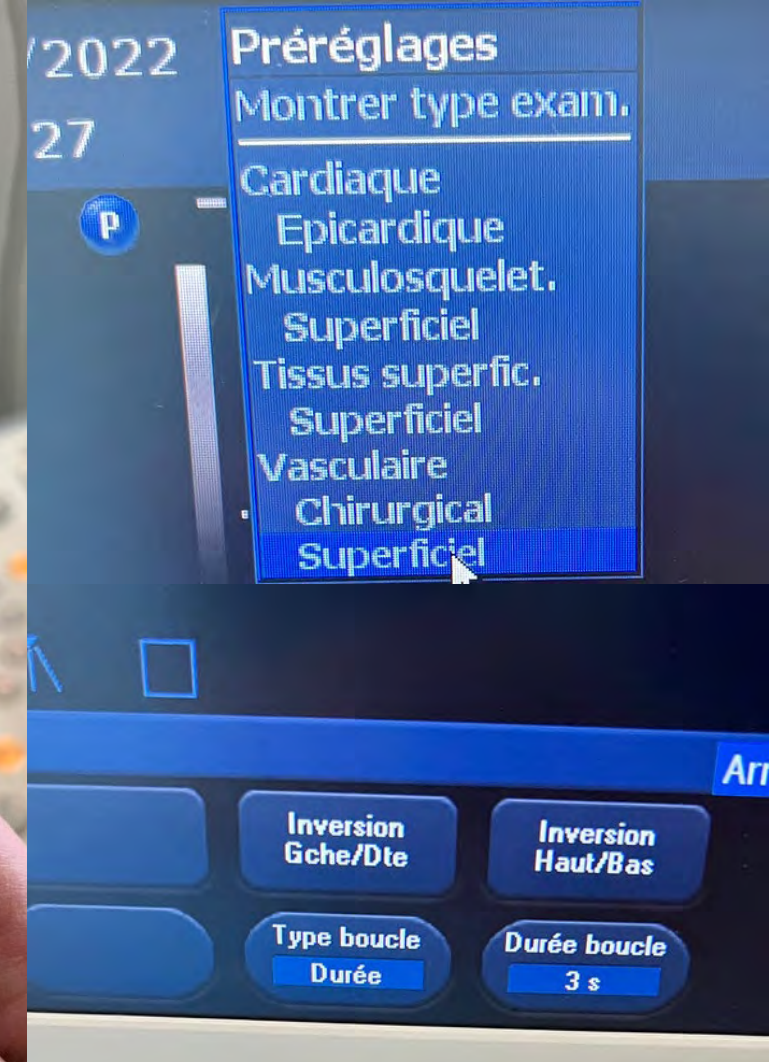 /2022
27
P
Préréglages
Montrer type exam.
Cardiaque
Epicardique
Musculosquelet.
Superficiel
Tissus superfic.
Superficiel
Vasculaire
Chirurgical
Superficiel
Arr
Inversion
Gche/Dte
Inversion
Haut/Bas
Type boucle
Durée
Durée boucle
3 s